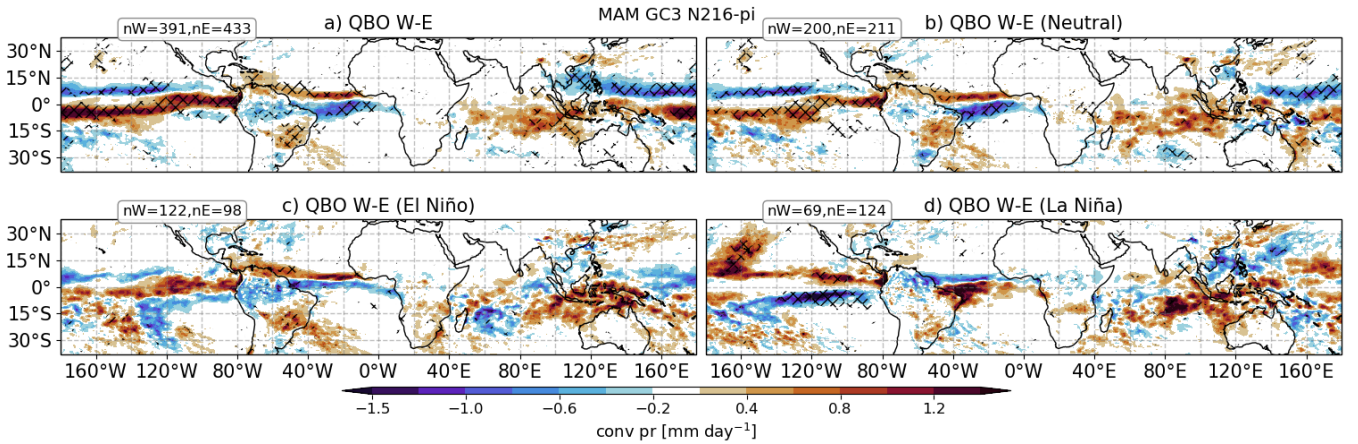 MAM GC3 N216-pi
nW=391,nE=433
a) QBO W-E
nW=200,nE=211
b) QBO W-E (Neutral)
30°N
15°N
0°
15°S
30°S
nW=122,nE=98
c) QBO W-E (El Niño)
nW=69,nE=124
d) QBO W-E (La Niña)
30°N
15°N
0°
15°S
30°S
160°W 120°W 80°W 40°W 0°W 40°E 80°E 120°E 160°E 160°W 120°W 80°W 40°W 0°W 40°E 80°E 120°E 160°E
−1.5 −1.0 −0.6 −0.2 0.4 0.8 1.2
conv pr [mm day⁻¹]